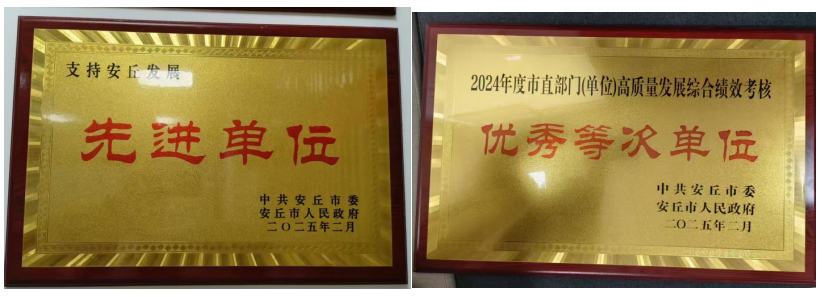 支持安丘发展
先进单位
中共安丘市委
安丘市人民政府
二〇二五年二月
2024年度市直部门(单位)高质量发展综合绩效考核
优秀等次单位
中共安丘市委
安丘市人民政府
二〇二五年二月